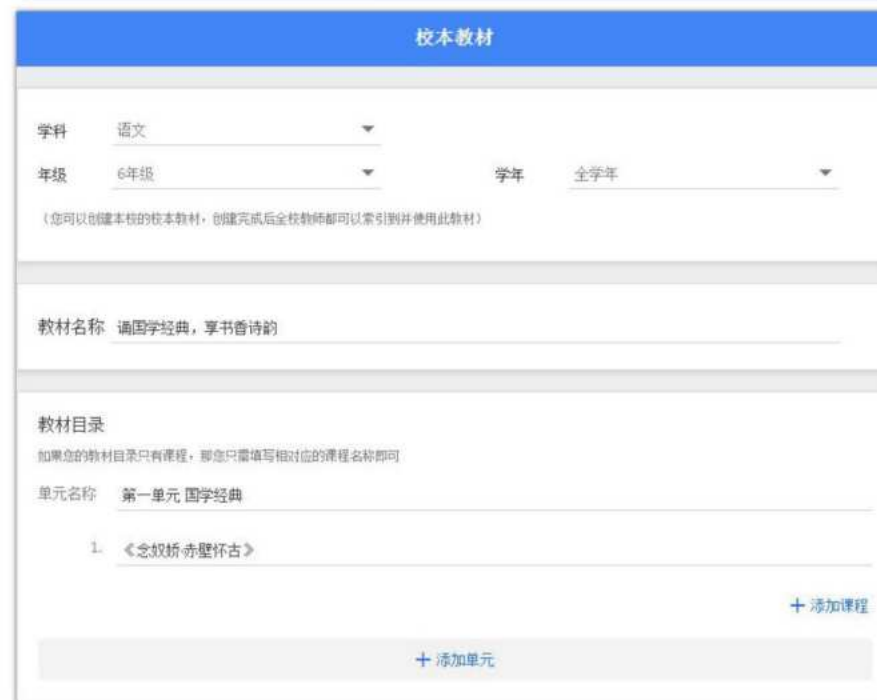 校本教材
学科 语文
年级 6年级 学年 全学年
（您可以创建本校的校本教材，创建完成后全校教师都可以索引到并使用此教材）
教材名称 诵国学经典，享书香诗韵
教材目录
如果您的教材目录只有课程，那您只需填写相对应的课程名称即可
单元名称 第一单元 国学经典
1. 《念奴娇·赤壁怀古》
+ 添加课程
+ 添加单元